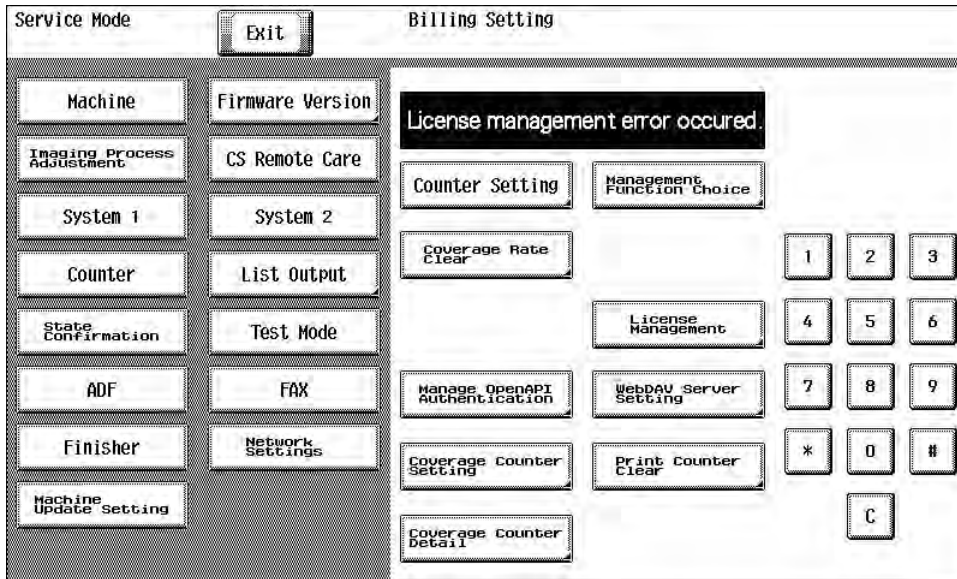 Service Mode
Exit
Billing Setting
Machine
Firmware Version
License management error occured.
Imaging Process
Adjustment
CS Remote Care
Counter Setting
Management
Function Choice
System 1
System 2
Coverage Rate
Clear
1
2
3
Counter
List Output
State
Confirmation
Test Mode
License
Management
4
5
6
ADF
FAX
Manage OpenAPI
Authentication
WebDAV Server
Setting
7
8
9
Finisher
Network
Settings
Coverage Counter
Setting
Print Counter
Clear
*
0
#
Machine
Update Setting
C
Coverage Counter
Detail